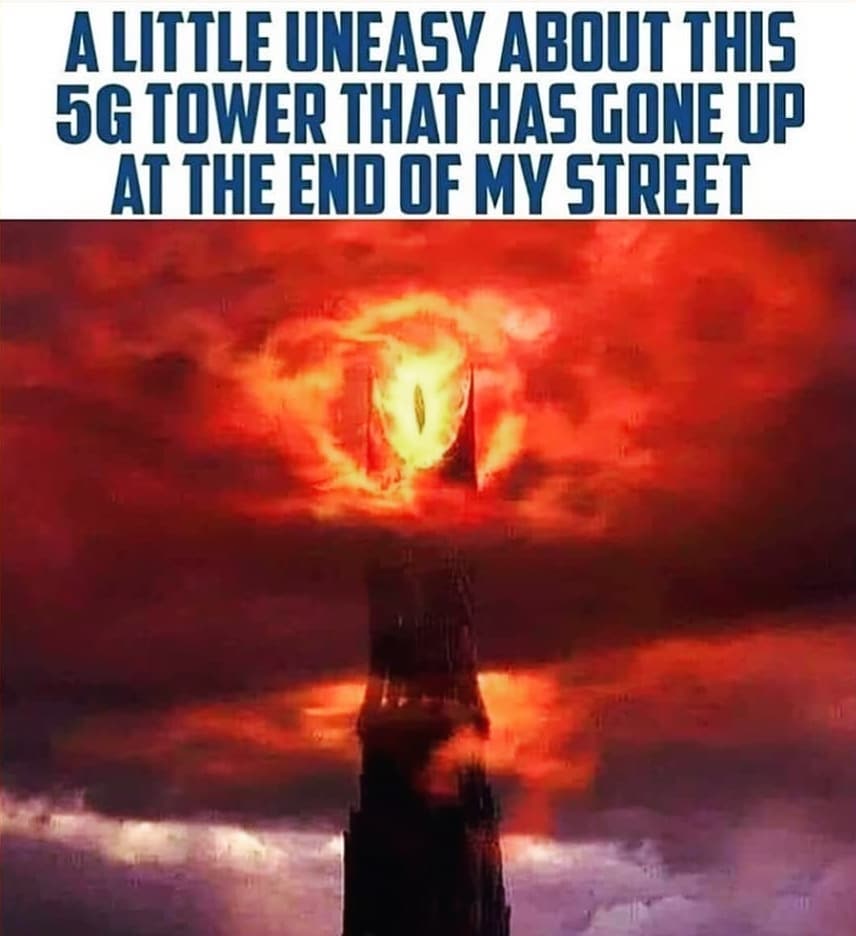 A LITTLE UNEASY ABOUT THIS
5G TOWER THAT HAS GONE UP
AT THE END OF MY STREET